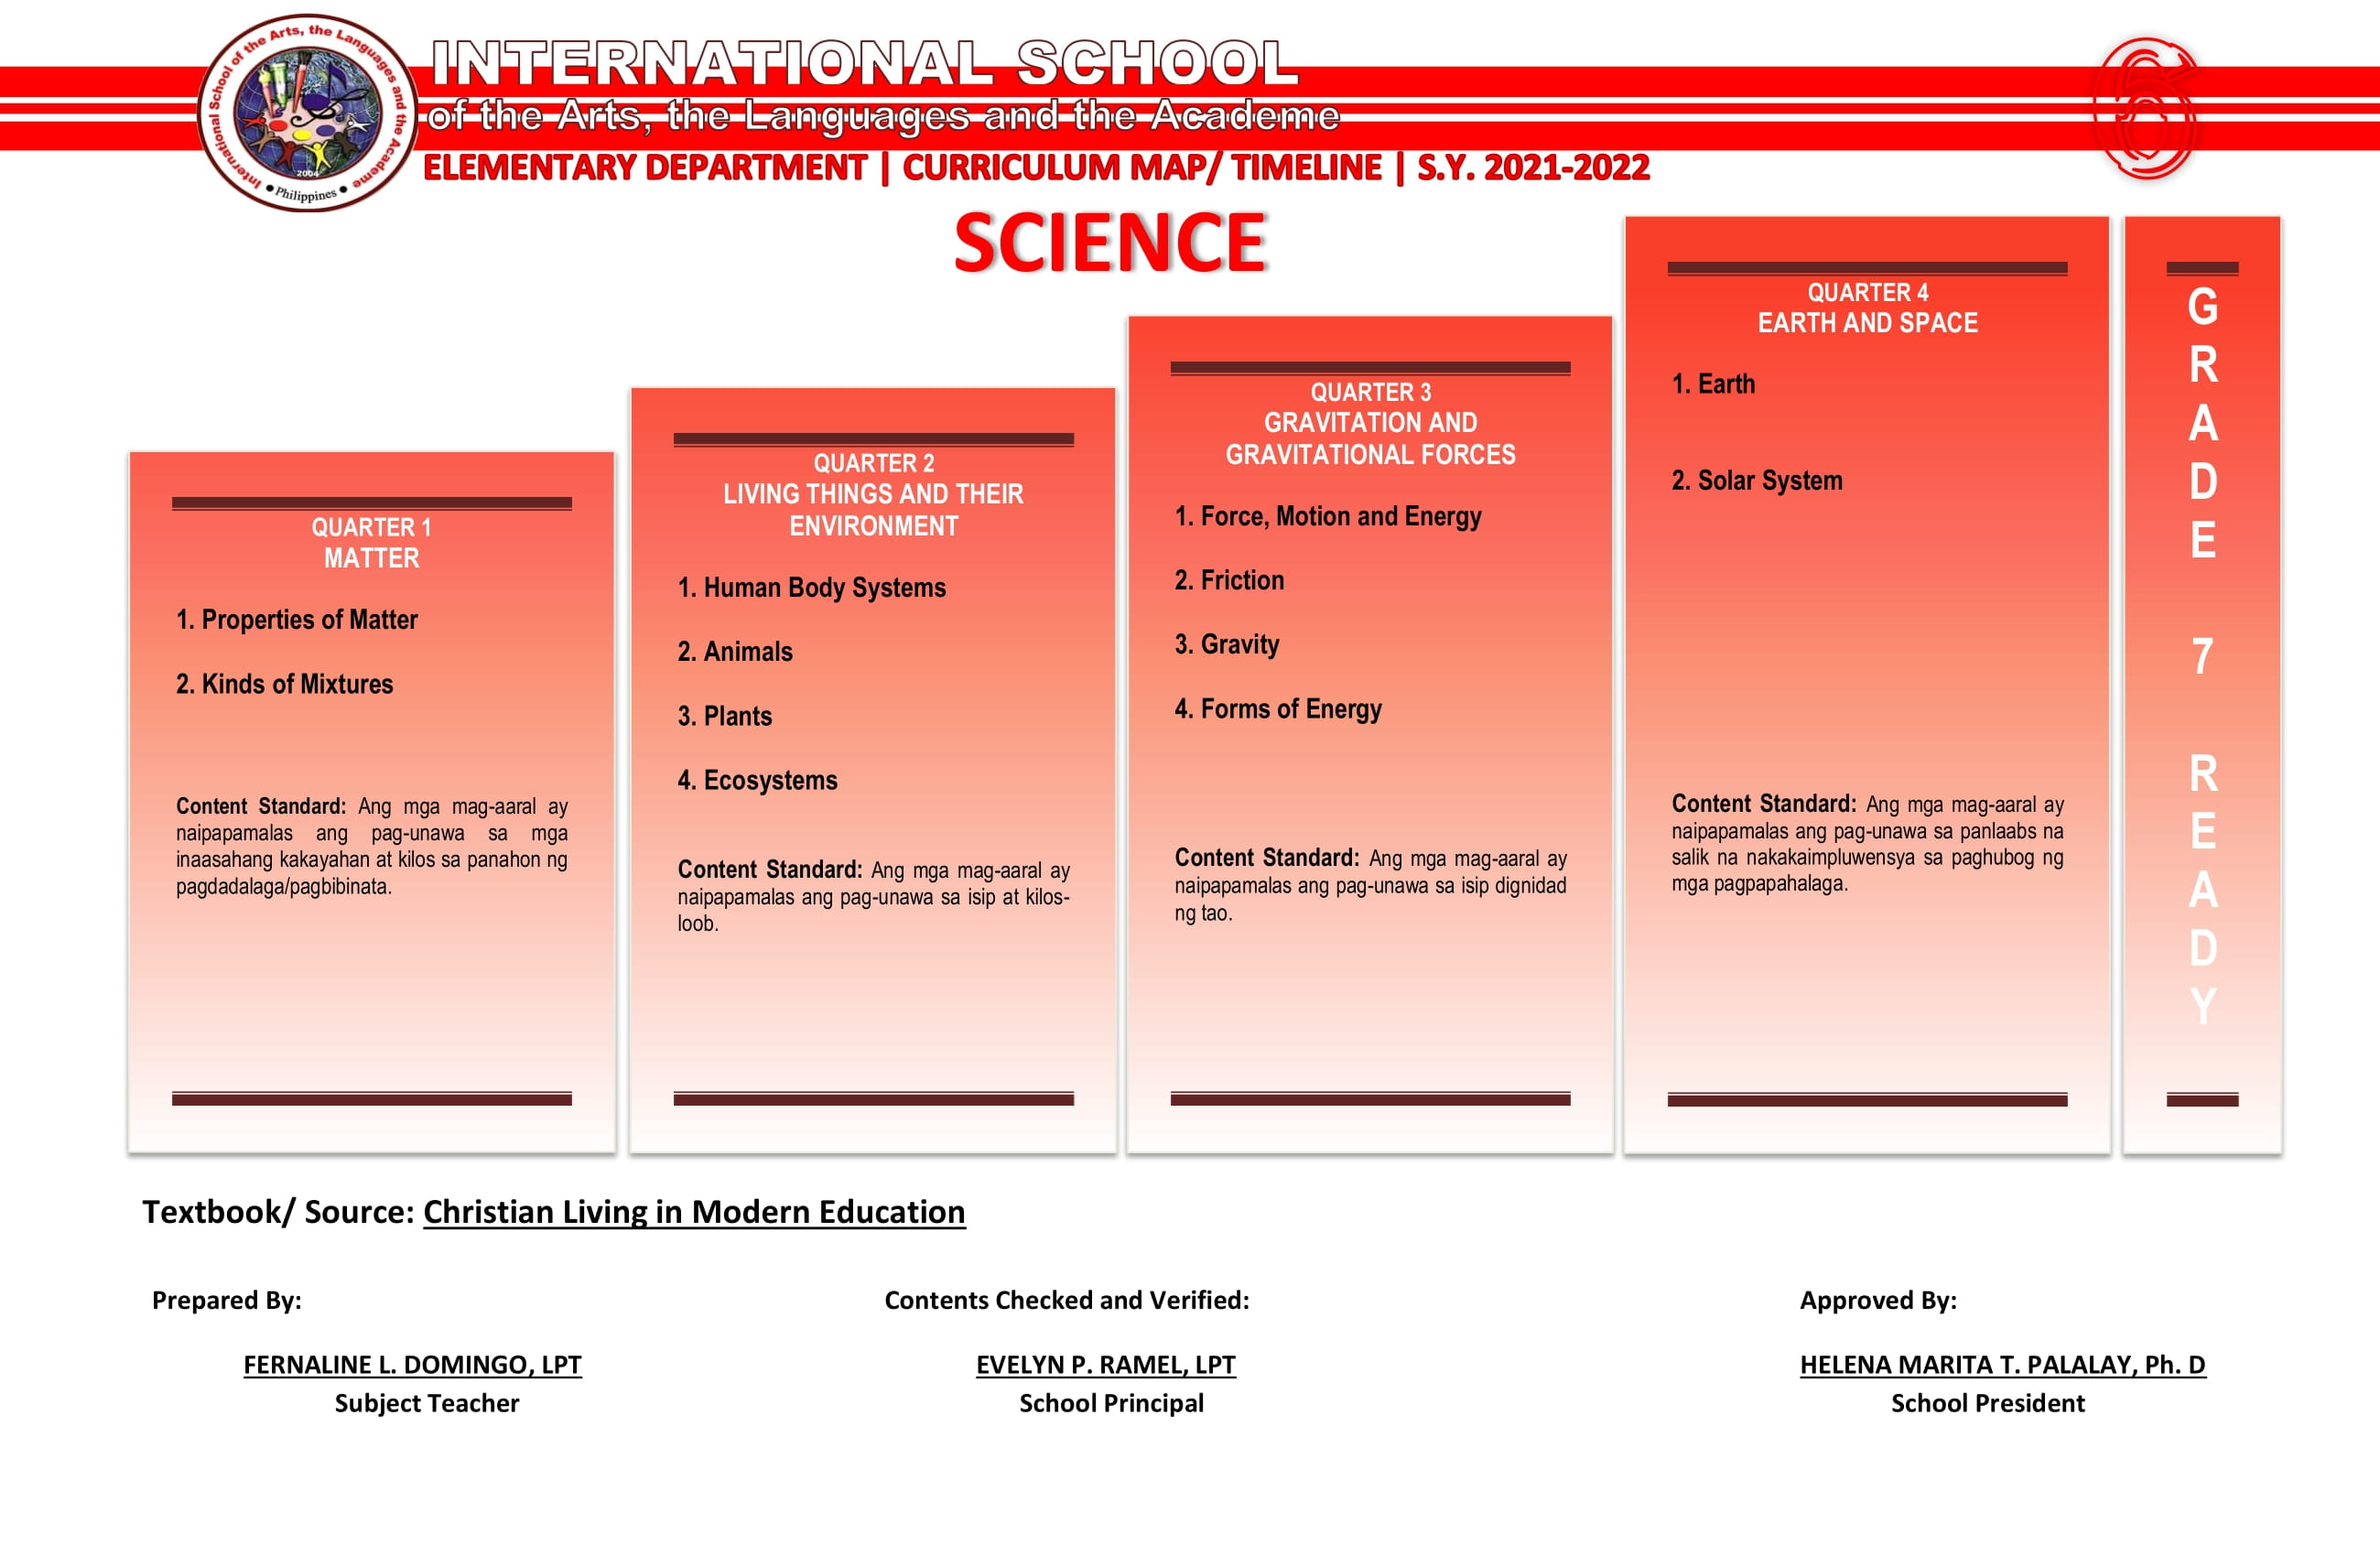 International School of the Arts, the Languages and the Academe
2004
• Philippines •
INTERNATIONAL SCHOOL
of the Arts, the Languages and the Academe
ELEMENTARY DEPARTMENT | CURRICULUM MAP/ TIMELINE | S.Y. 2021-2022
6
SCIENCE
QUARTER 1
MATTER
1. Properties of Matter
2. Kinds of Mixtures
Content Standard: Ang mga mag-aaral ay
naipapamalas ang pag-unawa sa mga
inaasahang kakayahan at kilos sa panahon ng
pagdadalaga/pagbibinata.
QUARTER 2
LIVING THINGS AND THEIR
ENVIRONMENT
1. Human Body Systems
2. Animals
3. Plants
4. Ecosystems
Content Standard: Ang mga mag-aaral ay
naipapamalas ang pag-unawa sa isip at kilos-
loob.
QUARTER 3
GRAVITATION AND
GRAVITATIONAL FORCES
1. Force, Motion and Energy
2. Friction
3. Gravity
4. Forms of Energy
Content Standard: Ang mga mag-aaral ay
naipapamalas ang pag-unawa sa isip dignidad
ng tao.
QUARTER 4
EARTH AND SPACE
1. Earth
2. Solar System
Content Standard: Ang mga mag-aaral ay
naipapamalas ang pag-unawa sa panlaabs na
salik na nakakaimpluwensya sa paghubog ng
mga pagpapahalaga.
GRADE 7 READY
Textbook/ Source: Christian Living in Modern Education
Prepared By:
FERNALINE L. DOMINGO, LPT
Subject Teacher
Contents Checked and Verified:
EVELYN P. RAMEL, LPT
School Principal
Approved By:
HELENA MARITA T. PALALAY, Ph. D
School President